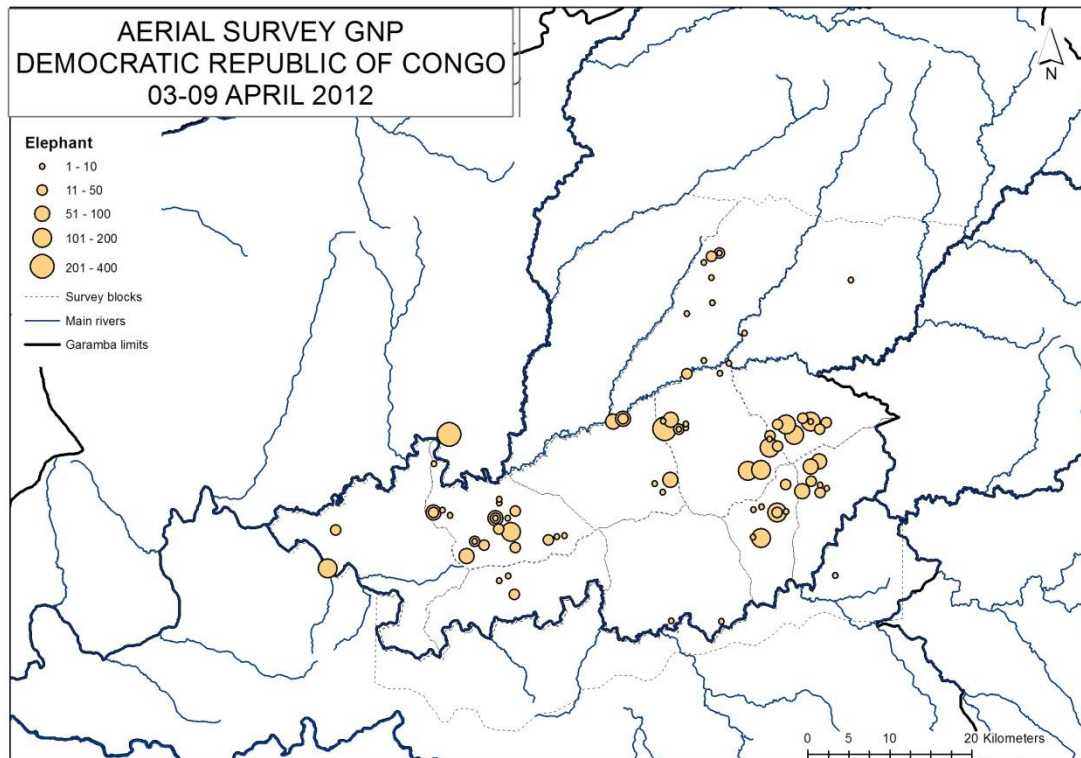 AERIAL SURVEY GNP
DEMOCRATIC REPUBLIC OF CONGO
03-09 APRIL 2012
N
Elephant
1 - 10
11 - 50
51 - 100
101 - 200
201 - 400
Survey blocks
Main rivers
Garamba limits
0 5 10 20 Kilometers